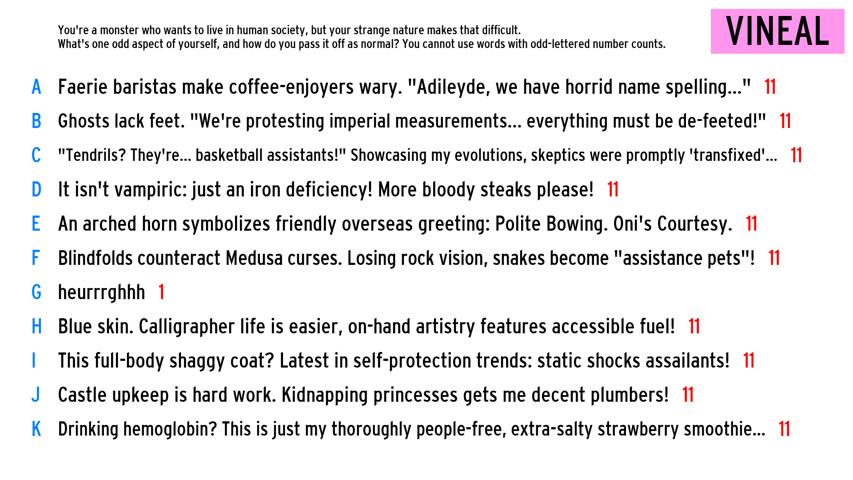 You're a monster who wants to live in human society, but your strange nature makes that difficult.
What's one odd aspect of yourself, and how do you pass it off as normal? You cannot use words with odd-lettered number counts.
VINEAL
A Faerie baristas make coffee-enjoyers wary. "Adileyde, we have horrid name spelling..." 11
B Ghosts lack feet. "We're protesting imperial measurements... everything must be de-feeted!" 11
C "Tendrils? They're... basketball assistants!" Showcasing my evolutions, skeptics were promptly 'transfixed'... 11
D It isn't vampiric: just an iron deficiency! More bloody steaks please! 11
E An arched horn symbolizes friendly overseas greeting: Polite Bowing. Oni's Courtesy. 11
F Blindfolds counteract Medusa curses. Losing rock vision, snakes become "assistance pets"! 11
G heurrrghhh 1
H Blue skin. Calligrapher life is easier, on-hand artistry features accessible fuel! 11
I This full-body shaggy coat? Latest in self-protection trends: static shocks assailants! 11
J Castle upkeep is hard work. Kidnapping princesses gets me decent plumbers! 11
K Drinking hemoglobin? This is just my thoroughly people-free, extra-salty strawberry smoothie... 11